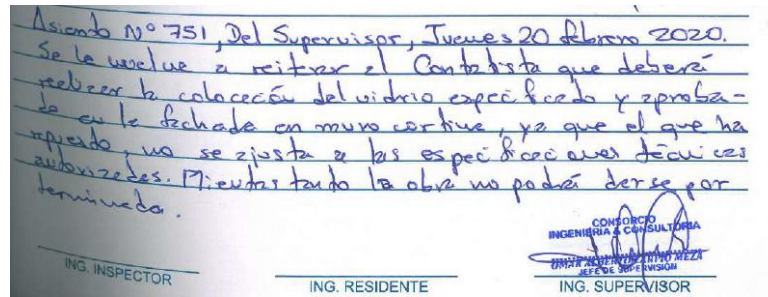 Asiento Nº 751, Del Supervisor, Jueves 20 febrero 2020.
Se le vuelve a reiterar al Contratista que deberá
realizar la colocación del vidrio especificado y aproba-
do en la fachada en muro cortina, ya que el que ha
repuesto, no se ajusta a las especificaciones técnicas
autorizadas. Mientras tanto la obra no podrá darse por
terminada.
CONSORCIO
INGENIERIA & CONSULTORIA
JEFE DE SUPERVISIÓN
ING. INSPECTOR
ING. RESIDENTE
ING. SUPERVISOR